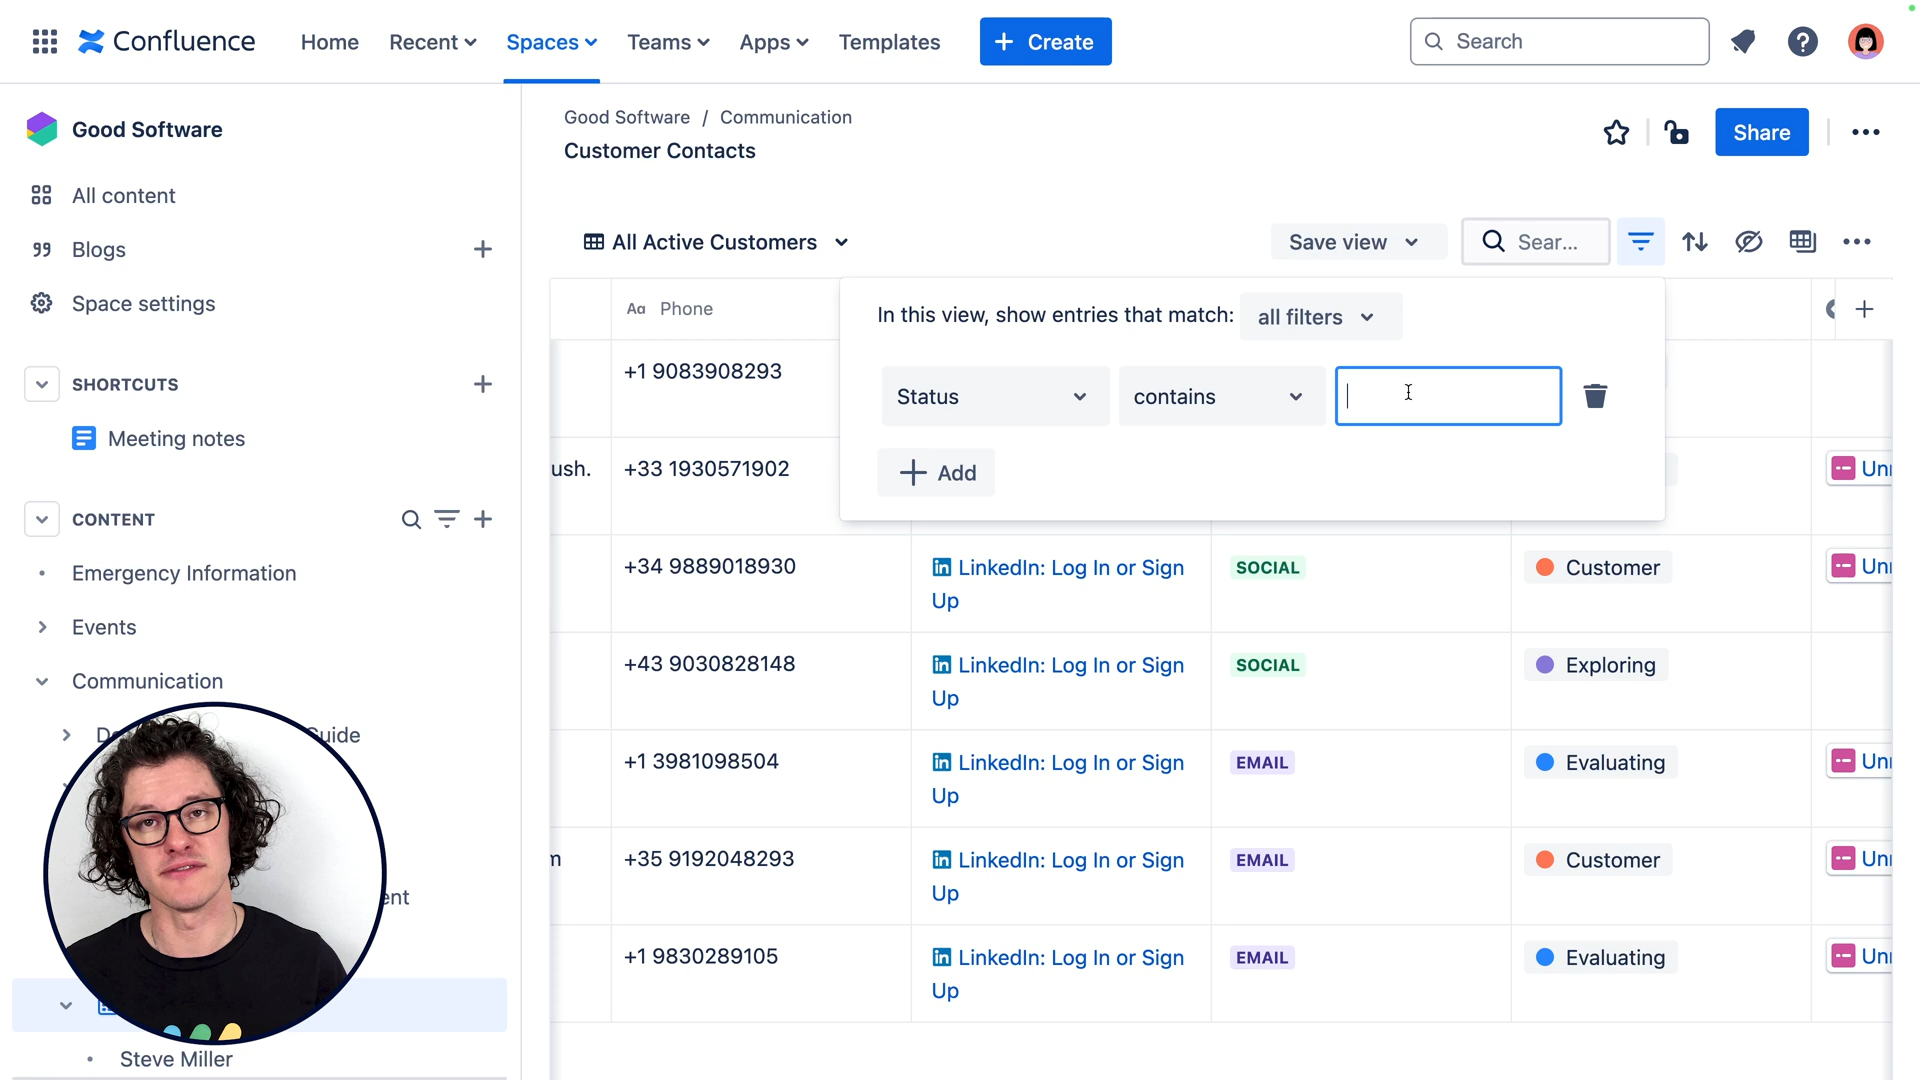 Confluence
Home
Recent
Spaces
Teams
Apps
Templates
+ Create
Search
Good Software
All content
Blogs
Space settings
SHORTCUTS
Meeting notes
CONTENT
Emergency Information
Events
Communication
Guide
ent
Steve Miller
Good Software / Communication
Customer Contacts
Share
All Active Customers
Save view
Sear...
Aa Phone
In this view, show entries that match: all filters
Status contains
+ Add
+1 9083908293
ush. +33 1930571902
+34 9889018930 LinkedIn: Log In or Sign Up SOCIAL Customer
+43 9030828148 LinkedIn: Log In or Sign Up SOCIAL Exploring
+1 3981098504 LinkedIn: Log In or Sign Up EMAIL Evaluating
+35 9192048293 LinkedIn: Log In or Sign Up EMAIL Customer
+1 9830289105 LinkedIn: Log In or Sign Up EMAIL Evaluating